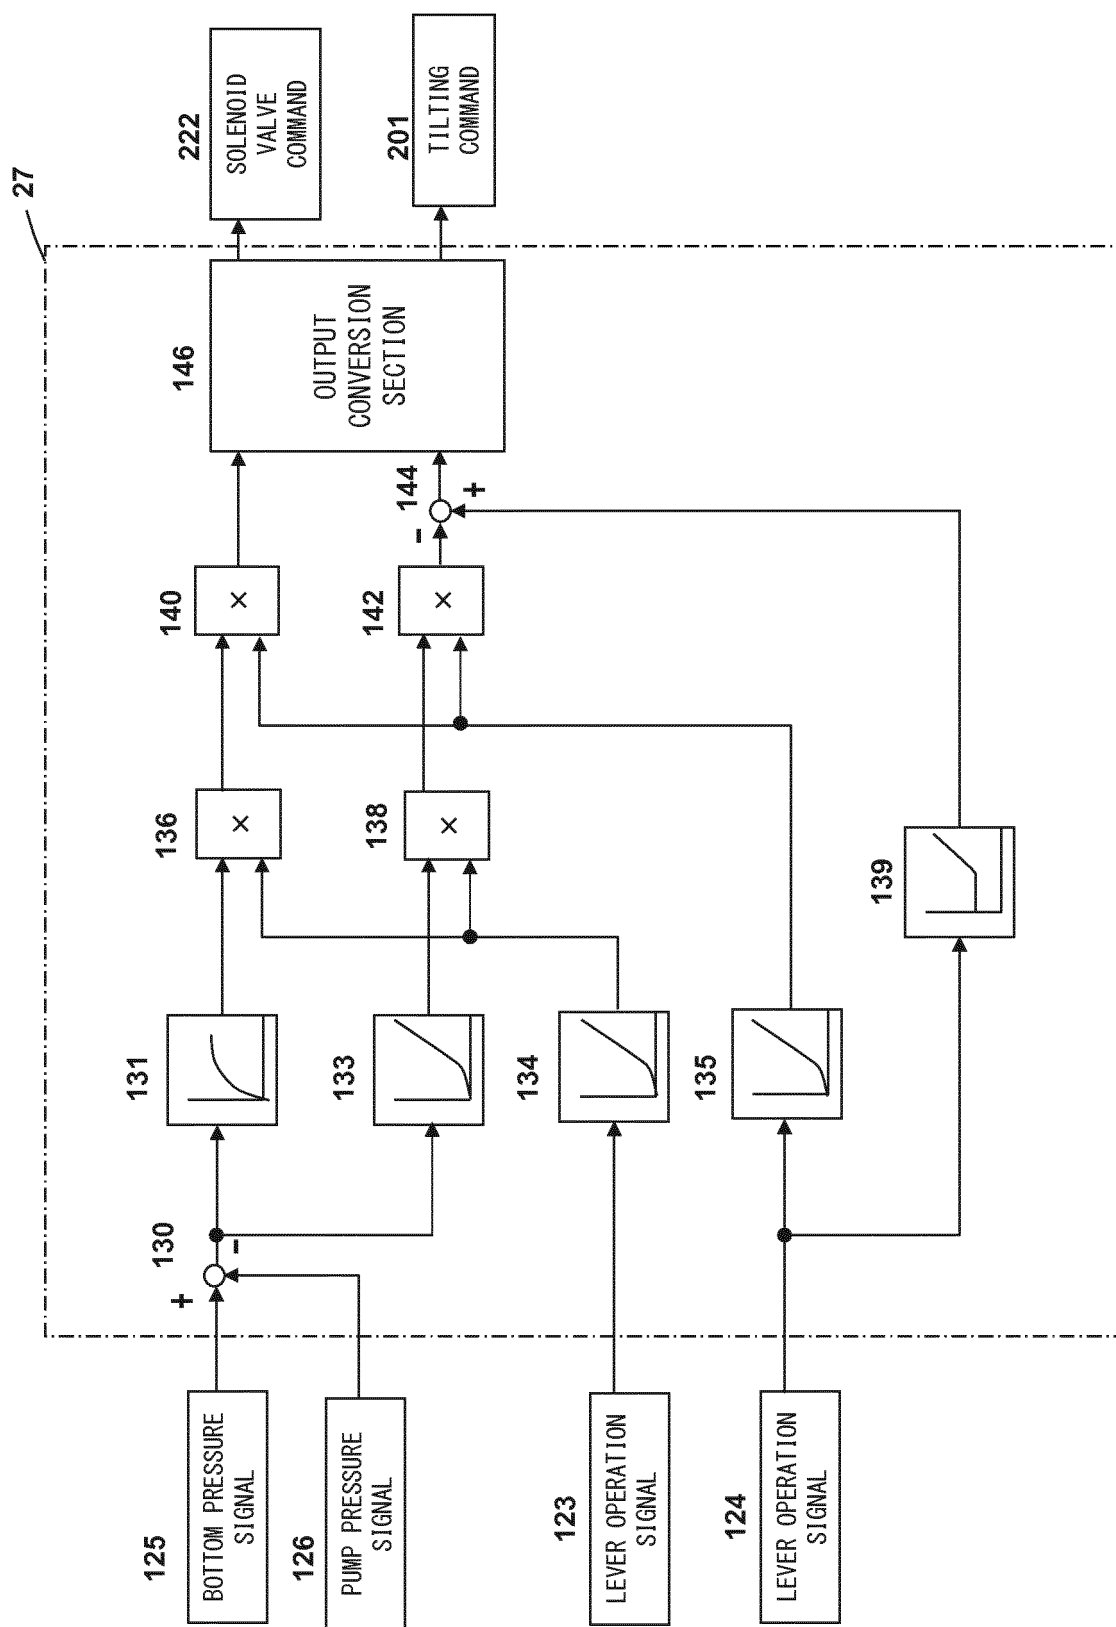 27
125
BOTTOM PRESSURE
SIGNAL
126
PUMP PRESSURE
SIGNAL
123
LEVER OPERATION
SIGNAL
124
LEVER OPERATION
SIGNAL
+
130
-
131
133
134
135
136
×
138
×
139
140
×
142
×
-
144
+
146
OUTPUT
CONVERSION
SECTION
222
SOLENOID
VALVE
COMMAND
201
TILTING
COMMAND